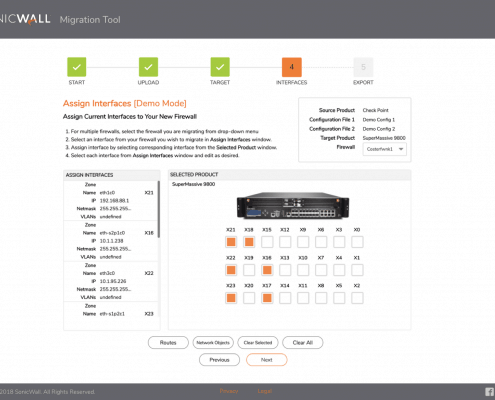 NICWALL Migration Tool
4 5
START UPLOAD TARGET INTERFACES EXPORT
Assign Interfaces [Demo Mode]
Assign Current Interfaces to Your New Firewall
1. For multiple firewalls, select the firewall you are migrating from drop-down menu
2. Select an interface from your firewall you wish to migrate in Assign Interfaces window.
3. Assign interface by selecting corresponding interface from the Selected Product window.
4. Select each interface from Assign Interfaces window and edit as desired.
Source Product Check Point
Configuration File 1 Demo Config 1
Configuration File 2 Demo Config 2
Target Product SuperMassive 9800
Firewall
ASSIGN INTERFACES
Zone
Name eth1c0 X21
IP 192.168.88.1
Netmask 255.255.255...
VLANs undefined
Zone
Name eth-s2p1c0 X16
IP 10.1.1.238
Netmask 255.255.255...
VLANs undefined
Zone
Name eth3c0 X22
IP 10.1.85.226
Netmask 255.255.255...
VLANs undefined
Zone
Name eth-s1p2c1 X23
SELECTED PRODUCT
SuperMassive 9800
X21 X18 X15 X12 X9 X6 X3 X0
X22 X19 X16 X13 X10 X7 X4 X1
X23 X20 X17 X14 X11 X8 X5 X2
Routes Network Objects Clear Selected Clear All
Previous Next
2018 SonicWall. All Rights Reserved. Privacy Legal